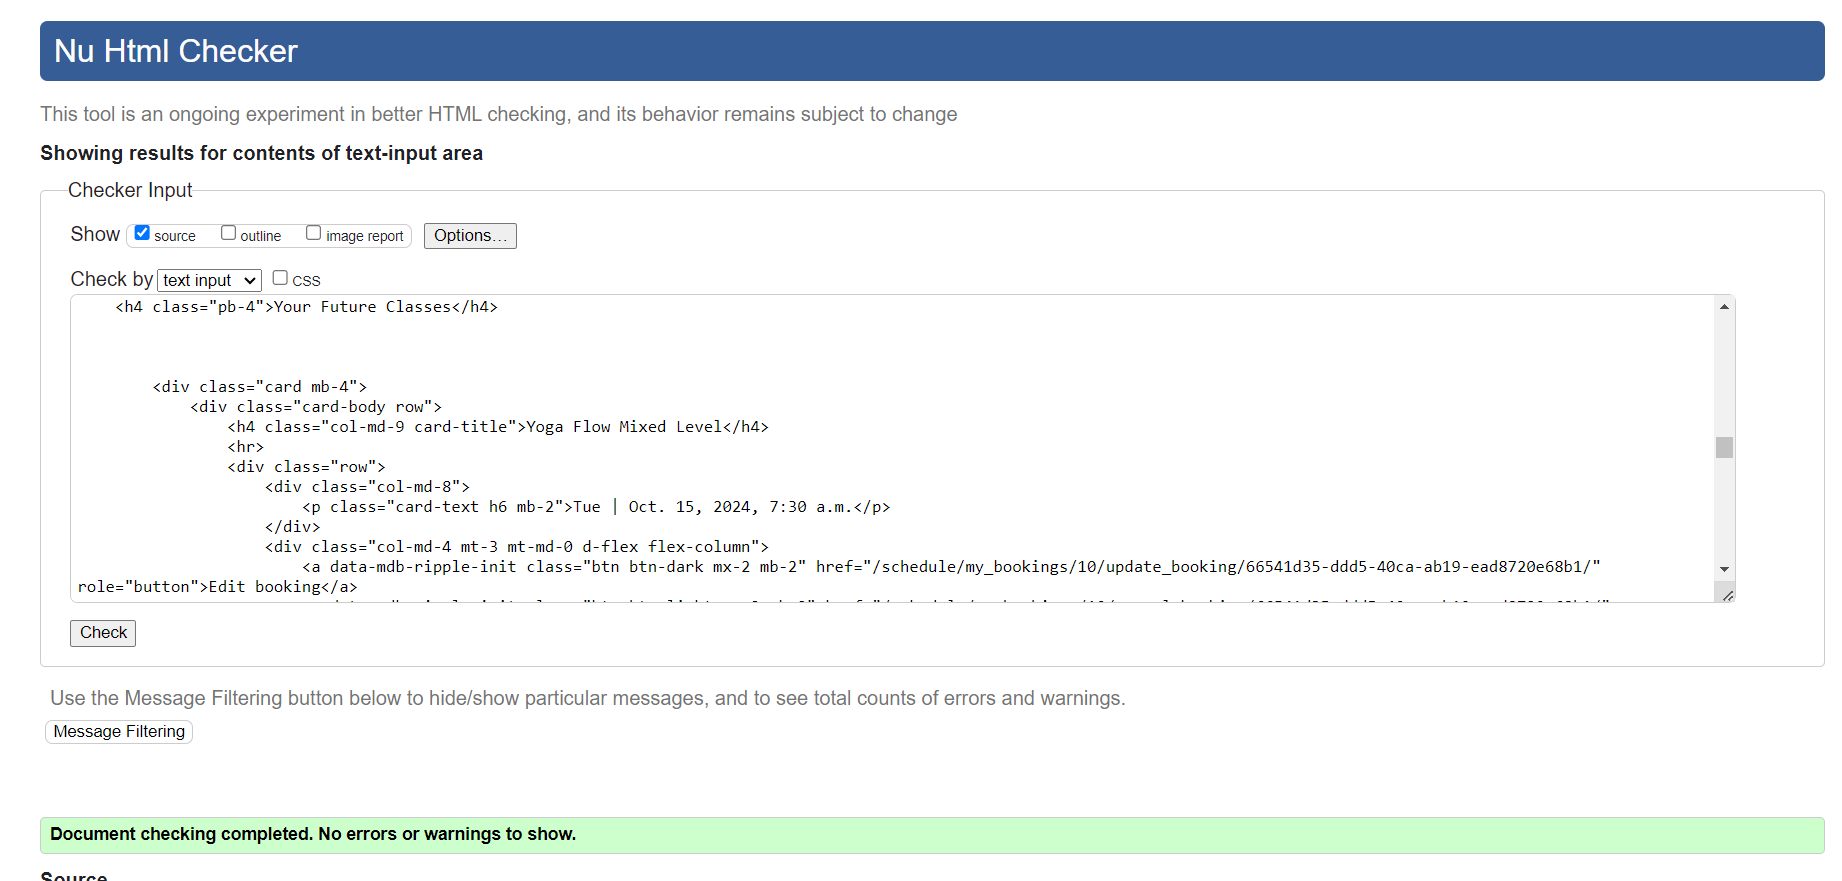 Nu Html Checker
This tool is an ongoing experiment in better HTML checking, and its behavior remains subject to change
Showing results for contents of text-input area
Checker Input
Show source outline image report Options...
Check by text input CSS
<h4 class="pb-4">Your Future Classes</h4>
<div class="card mb-4">
<div class="card-body row">
<h4 class="col-md-9 card-title">Yoga Flow Mixed Level</h4>
<hr>
<div class="row">
<div class="col-md-8">
<p class="card-text h6 mb-2">Tue | Oct. 15, 2024, 7:30 a.m.</p>
</div>
<div class="col-md-4 mt-3 mt-md-0 d-flex flex-column">
<a data-mdb-ripple-init class="btn btn-dark mx-2 mb-2" href="/schedule/my_bookings/10/update_booking/66541d35-ddd5-40ca-ab19-ead8720e68b1/"
role="button">Edit booking</a>
Check
Use the Message Filtering button below to hide/show particular messages, and to see total counts of errors and warnings.
Message Filtering
Document checking completed. No errors or warnings to show.
Source